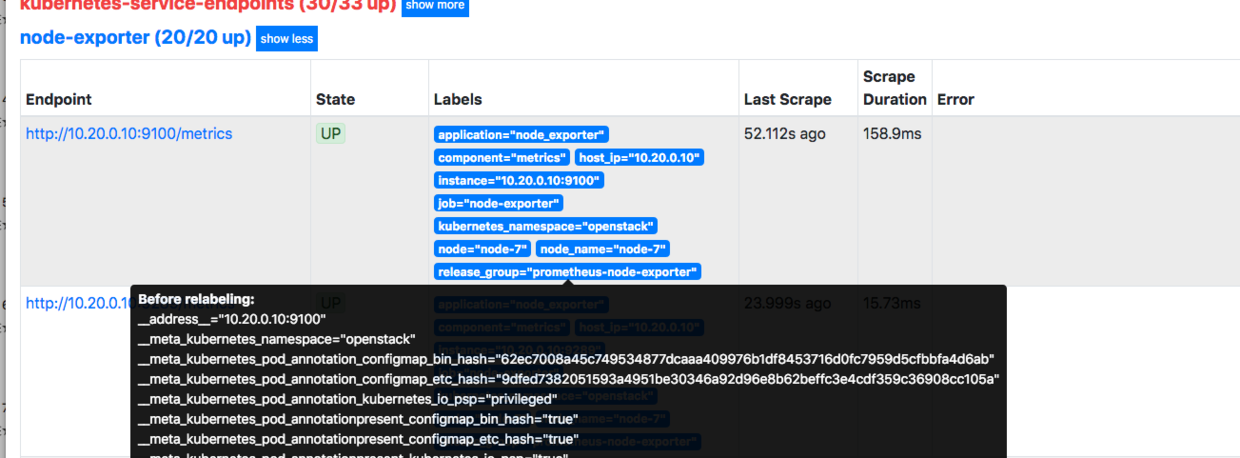 kubernetes-service-endpoints (30/33 up) show more
node-exporter (20/20 up) show less
Endpoint State Labels Last Scrape Scrape Duration Error
http://10.20.0.10:9100/metrics UP application="node_exporter" 52.112s ago 158.9ms
component="metrics" host_ip="10.20.0.10"
instance="10.20.0.10:9100"
job="node-exporter"
kubernetes_namespace="openstack"
node="node-7" node_name="node-7"
release_group="prometheus-node-exporter"
http://10.20.0.10 UP application="node_exporter" 23.999s ago 15.73ms
component="metrics" host_ip="10.20.0.10"
Before relabeling:
__address__="10.20.0.10:9100"
__meta_kubernetes_namespace="openstack"
__meta_kubernetes_pod_annotation_configmap_bin_hash="62ec7008a45c749534877dcaaa409976b1df8453716d0fc7959d5cfbbfa4d6ab"
__meta_kubernetes_pod_annotation_configmap_etc_hash="9dfed7382051593a4951be30346a92d96e8b62beffc3e4cdf359c36908cc105a"
__meta_kubernetes_pod_annotation_kubernetes_io_psp="privileged"
__meta_kubernetes_pod_annotationpresent_configmap_bin_hash="true"
__meta_kubernetes_pod_annotationpresent_configmap_etc_hash="true"
__meta_kubernetes_pod_annotationpresent_kubernetes_io_psp="true"